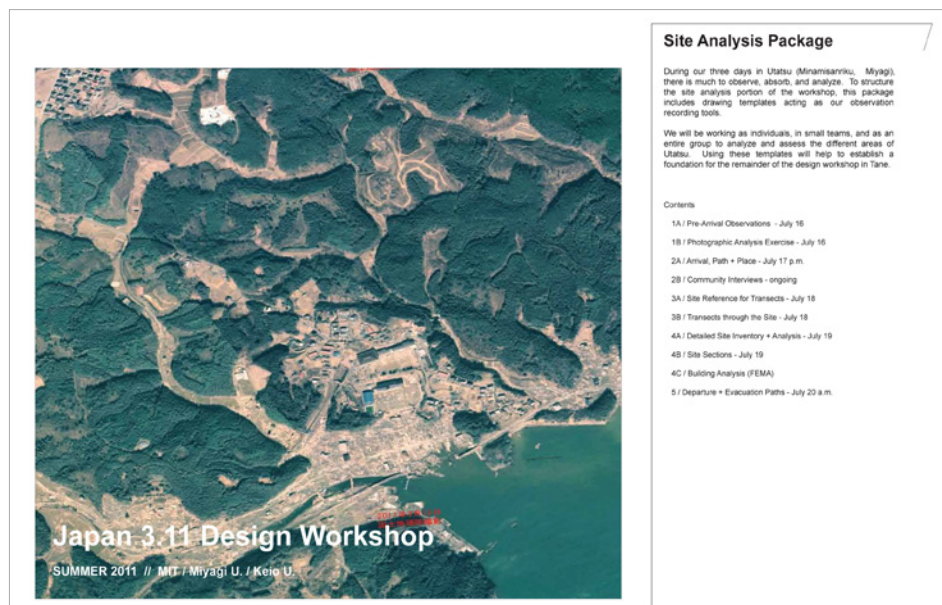 Site Analysis Package
During our three days in Utatsu (Minamisanriku, Miyagi),
there is much to observe, absorb, and analyze. To structure
the site analysis portion of the workshop, this package
includes drawing templates acting as our observation
recording tools.
We will be working as individuals, in small teams, and as an
entire group to analyze and assess the different areas of
Utatsu. Using these templates will help to establish a
foundation for the remainder of the design workshop in Tane.
Contents
1A / Pre-Arrival Observations - July 16
1B / Photographic Analysis Exercise - July 16
2A / Arrival, Path + Place - July 17 p.m.
2B / Community Interviews - ongoing
3A / Site Reference for Transects - July 18
3B / Transects through the Site - July 18
4A / Detailed Site Inventory + Analysis - July 19
4B / Site Sections - July 19
4C / Building Analysis (FEMA)
5 / Departure + Evacuation Paths - July 20 a.m.
Japan 3.11 Design Workshop
SUMMER 2011 // MIT / Miyagi U. / Keio U.